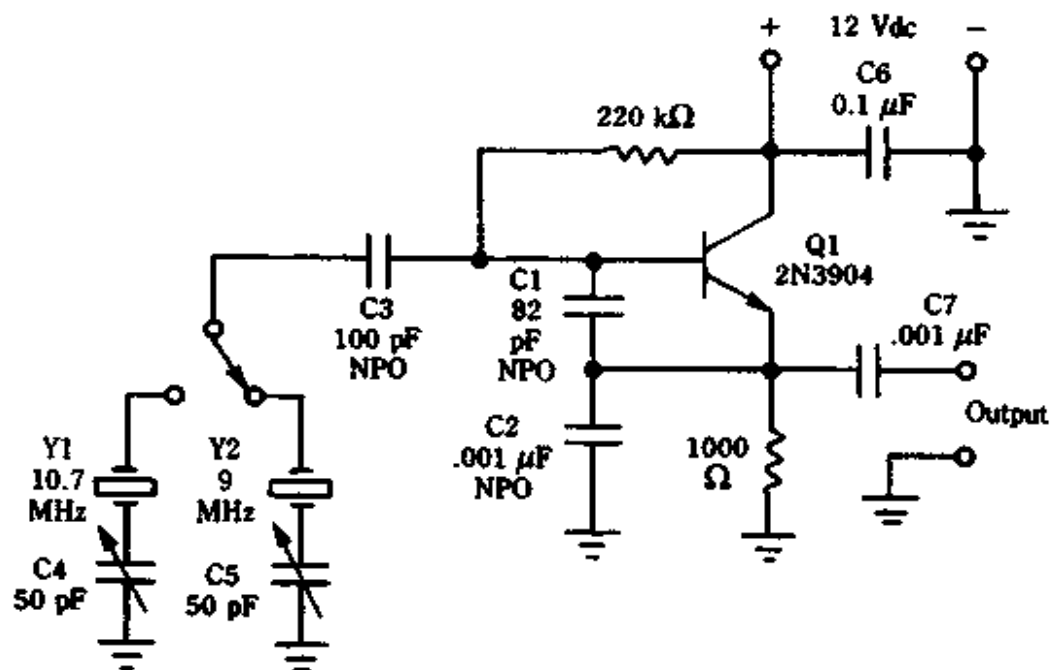 + 12 Vdc −
C6
0.1 μF
220 kΩ
Q1
2N3904
C1
82
pF
NPO
C3
100 pF
NPO
C7
.001 μF
Output
C2
.001 μF
NPO
1000
Ω
Y1
10.7
MHz
Y2
9
MHz
C4
50 pF
C5
50 pF